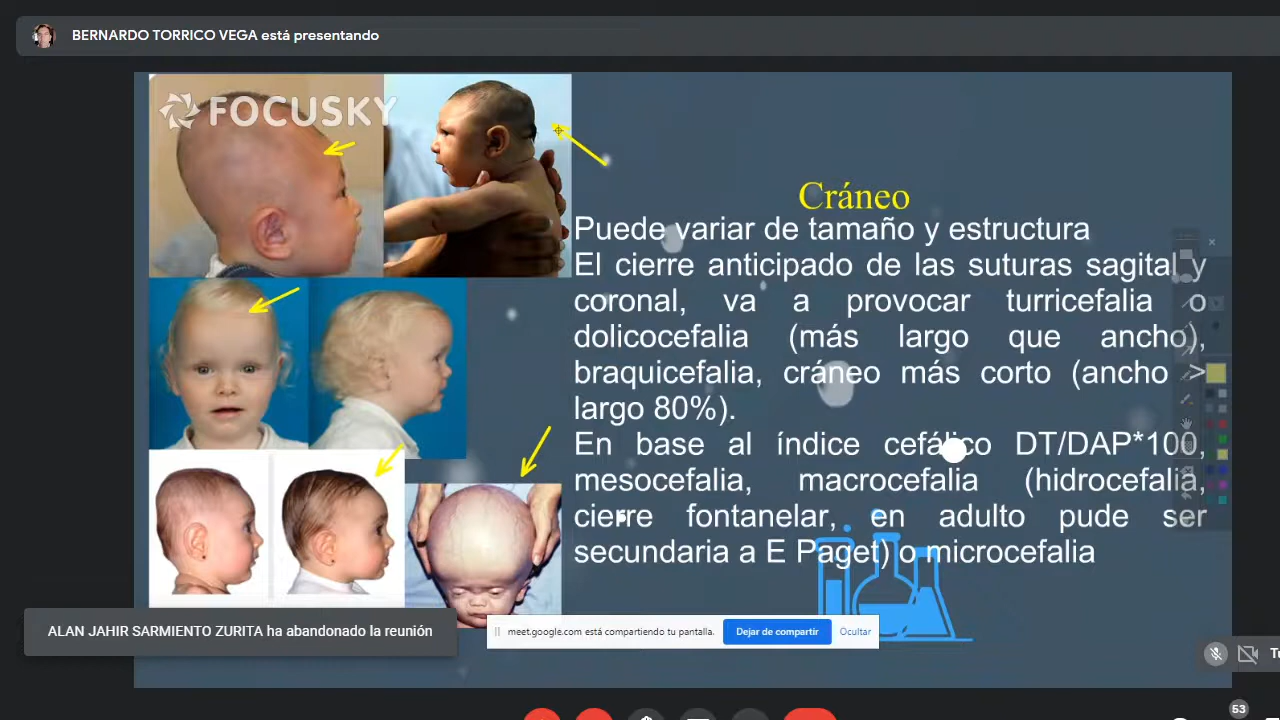 BERNARDO TORRICO VEGA está presentando
FOCUSKY
Cráneo
Puede variar de tamaño y estructura
El cierre anticipado de las suturas sagital y
coronal, va a provocar turricefalia o
dolicocefalia (más largo que ancho),
braquicefalia, cráneo más corto (ancho >
largo 80%).
En base al índice cefálico DT/DAP*100,
mesocefalia, macrocefalia (hidrocefalia,
cierre fontanelar, en adulto pude ser
secundaria a E Paget) o microcefalia
ALAN JAHIR SARMIENTO ZURITA ha abandonado la reunión
meet.google.com está compartiendo tu pantalla.
Dejar de compartir
Ocultar
53